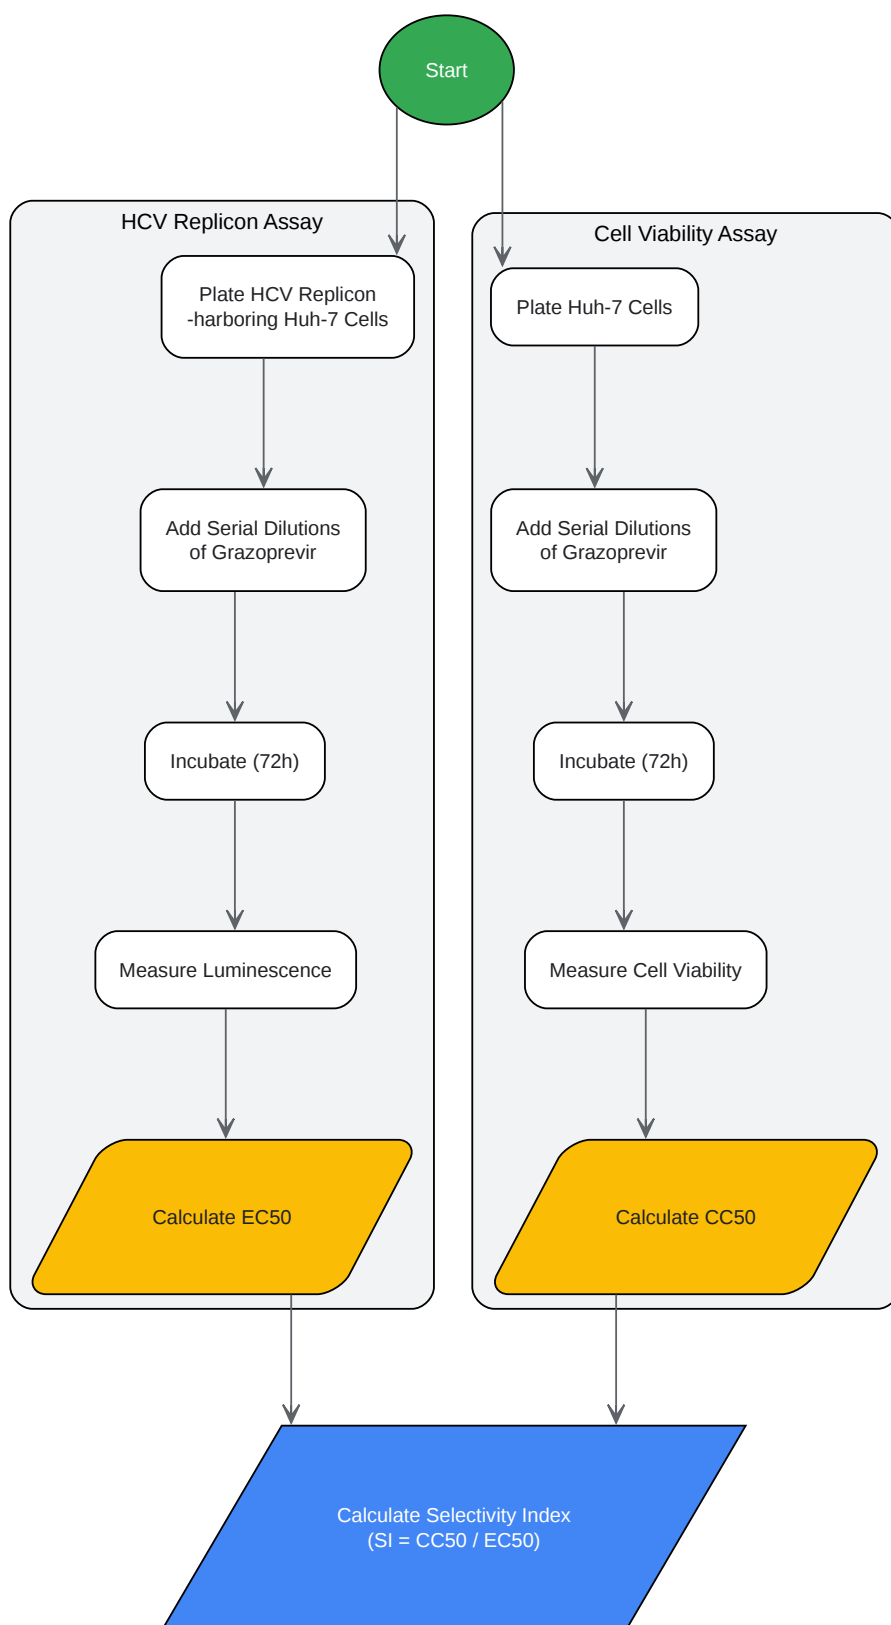 Start
HCV Replicon Assay
Plate HCV Replicon
-harboring Huh-7 Cells
Add Serial Dilutions
of Grazoprevir
Incubate (72h)
Measure Luminescence
Calculate EC50
Cell Viability Assay
Plate Huh-7 Cells
Add Serial Dilutions
of Grazoprevir
Incubate (72h)
Measure Cell Viability
Calculate CC50
Calculate Selectivity Index
(SI = CC50 / EC50)